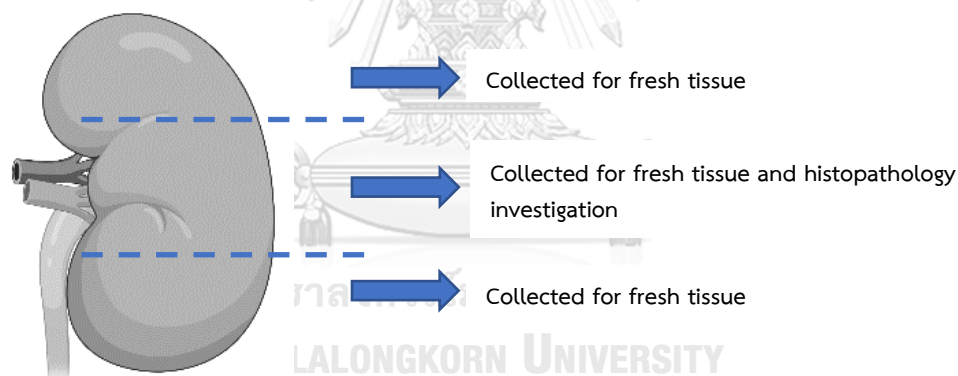 Collected for fresh tissue
Collected for fresh tissue and histopathology
investigation
Collected for fresh tissue
LALONGKORN UNIVERSITY